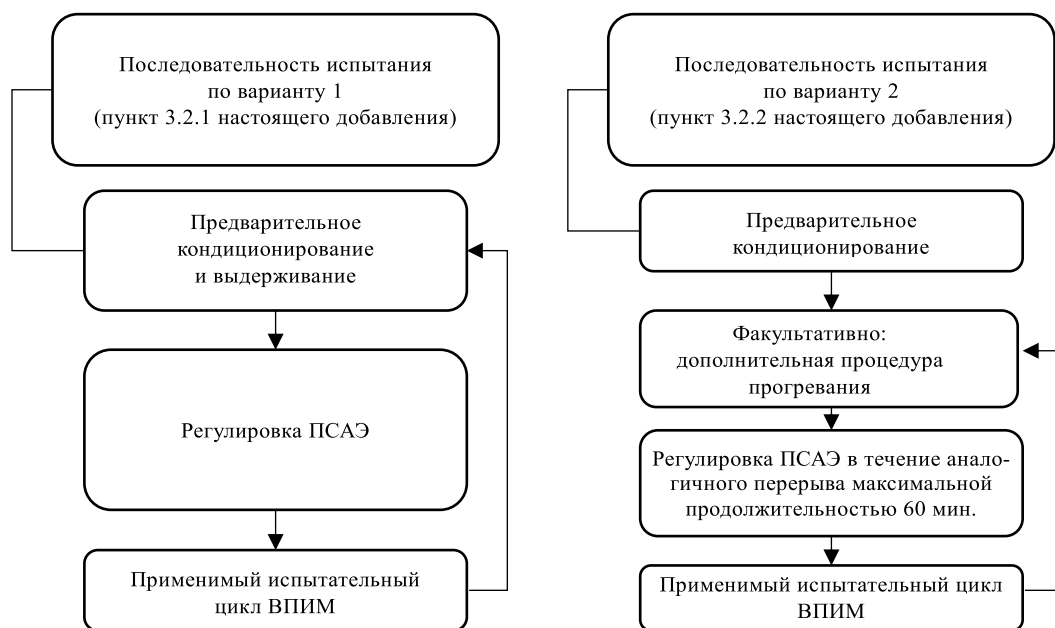 Последовательность испытания
по варианту 1
(пункт 3.2.1 настоящего добавления)
Предварительное
кондиционирование
и выдерживание
Регулировка ПСАЭ
Применимый испытательный
цикл ВПИМ
Последовательность испытания
по варианту 2
(пункт 3.2.2 настоящего добавления)
Предварительное
кондиционирование
Факультативно:
дополнительная процедура
прогревания
Регулировка ПСАЭ в течение анало-
гичного перерыва максимальной
продолжительностью 60 мин.
Применимый испытательный цикл
ВПИМ